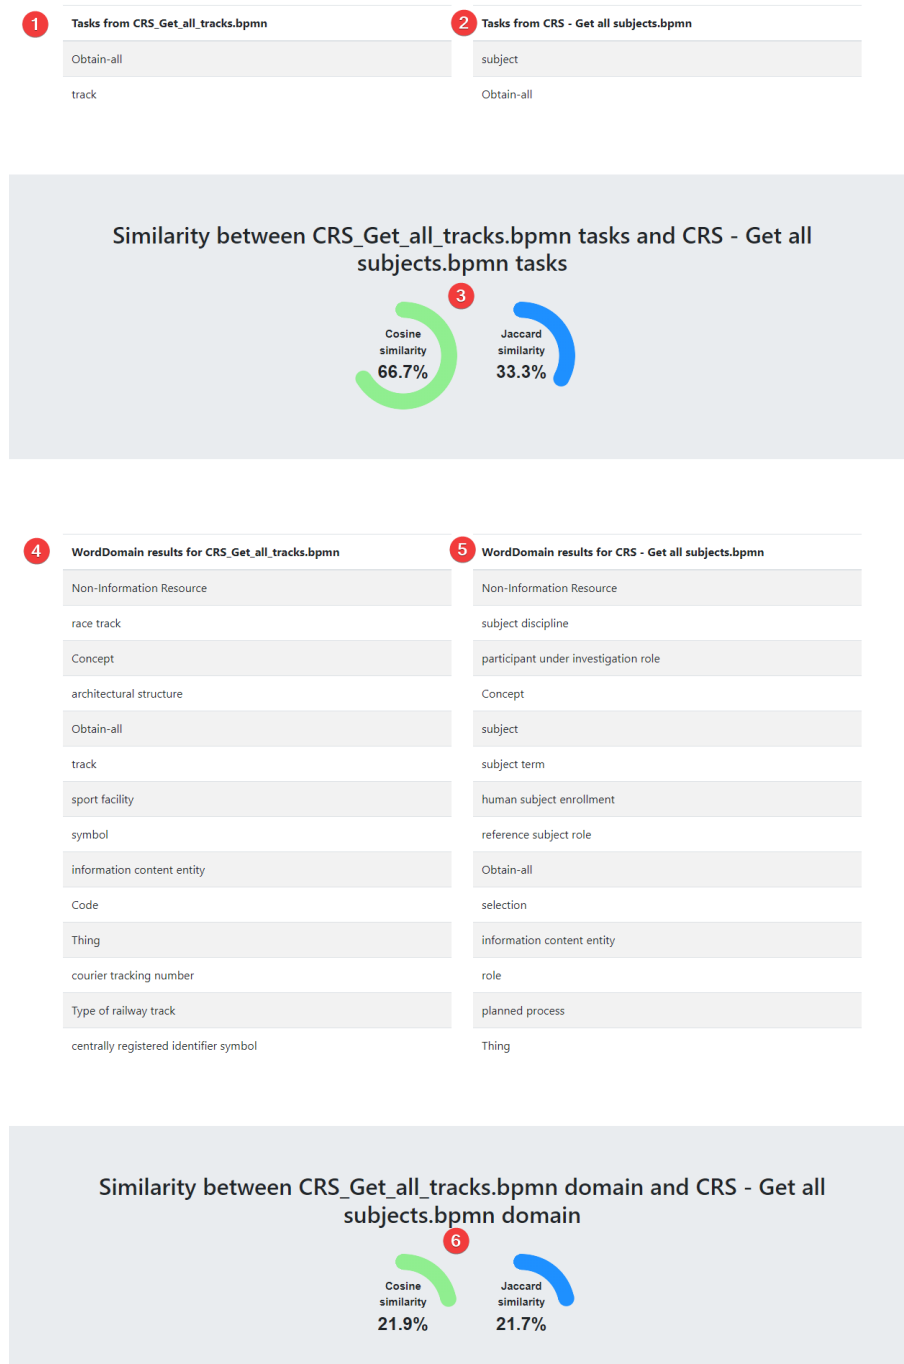 1 Tasks from CRS_Get_all_tracks.bpmn 2 Tasks from CRS - Get all subjects.bpmn
Obtain-all subject
track Obtain-all
Similarity between CRS_Get_all_tracks.bpmn tasks and CRS - Get all
subjects.bpmn tasks
3
Cosine Jaccard
similarity similarity
66.7% 33.3%
4 WordDomain results for CRS_Get_all_tracks.bpmn 5 WordDomain results for CRS - Get all subjects.bpmn
Non-Information Resource Non-Information Resource
race track subject discipline
Concept participant under investigation role
architectural structure Concept
Obtain-all subject
track subject term
sport facility human subject enrollment
symbol reference subject role
information content entity Obtain-all
Code selection
Thing information content entity
courier tracking number role
Type of railway track planned process
centrally registered identifier symbol Thing
Similarity between CRS_Get_all_tracks.bpmn domain and CRS - Get all
subjects.bpmn domain
6
Cosine Jaccard
similarity similarity
21.9% 21.7%